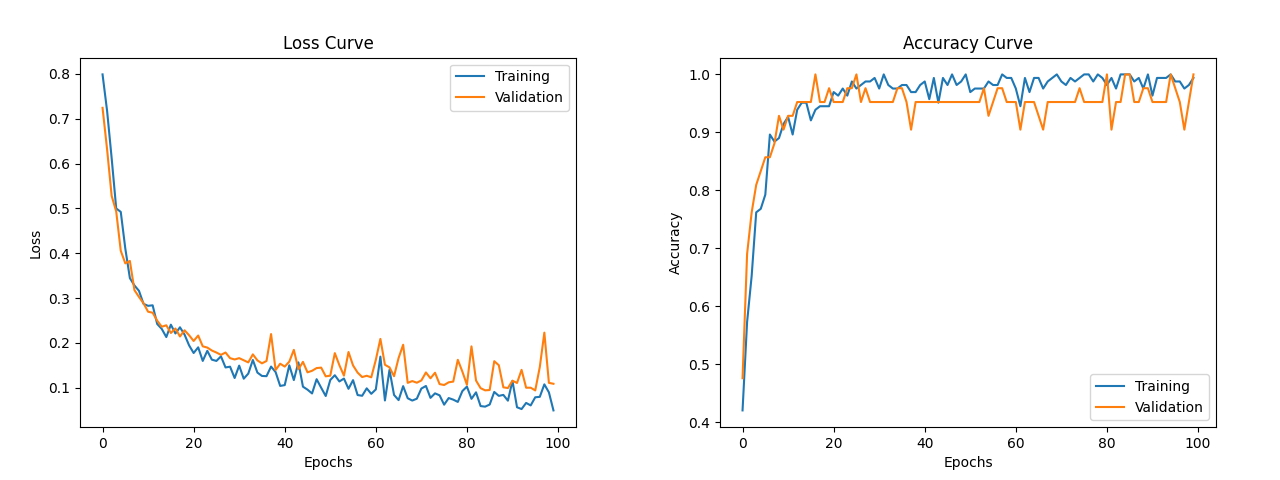 Loss Curve
0.8
0.7
0.6
0.5
0.4
0.3
0.2
0.1
Loss
0 20 40 60 80 100
Epochs
Training
Validation
Accuracy Curve
1.0
0.9
0.8
0.7
0.6
0.5
0.4
Accuracy
0 20 40 60 80 100
Epochs
Training
Validation